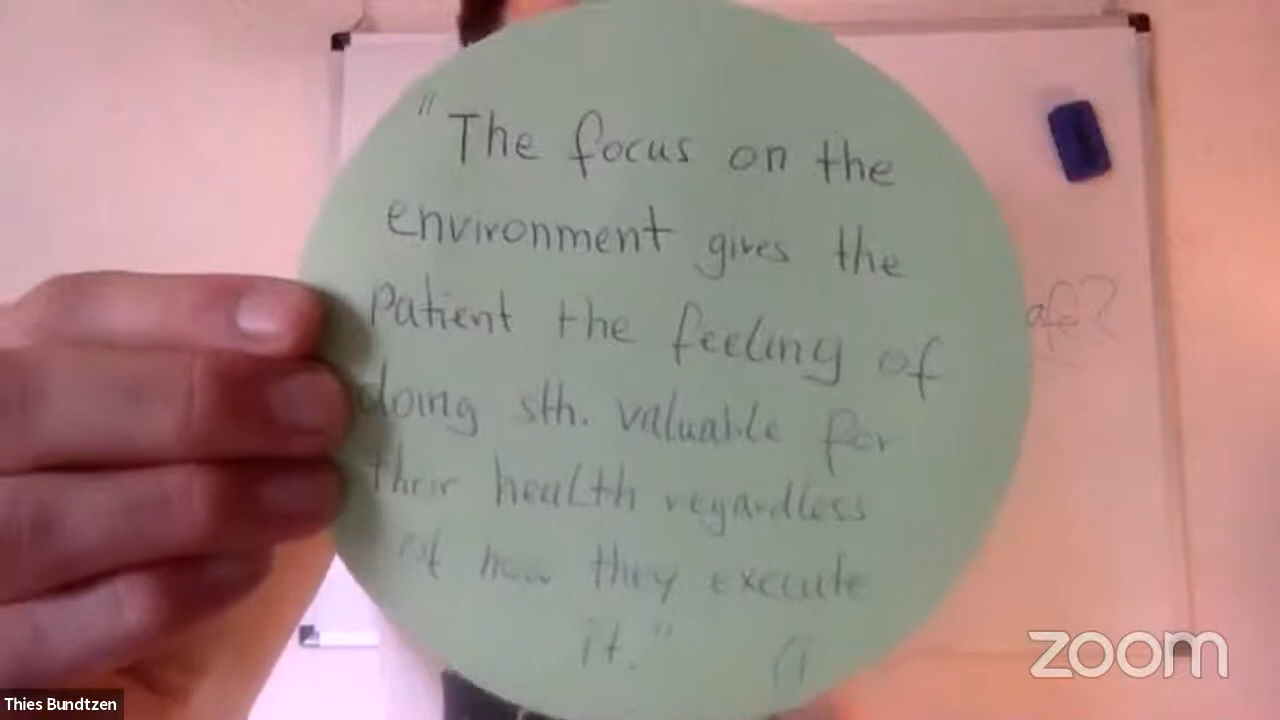 "The focus on the
environment gives the
patient the feeling of
doing sth. valuable for
their health regardless
of how they execute
it."
afe?
zoom
Thies Bundtzen